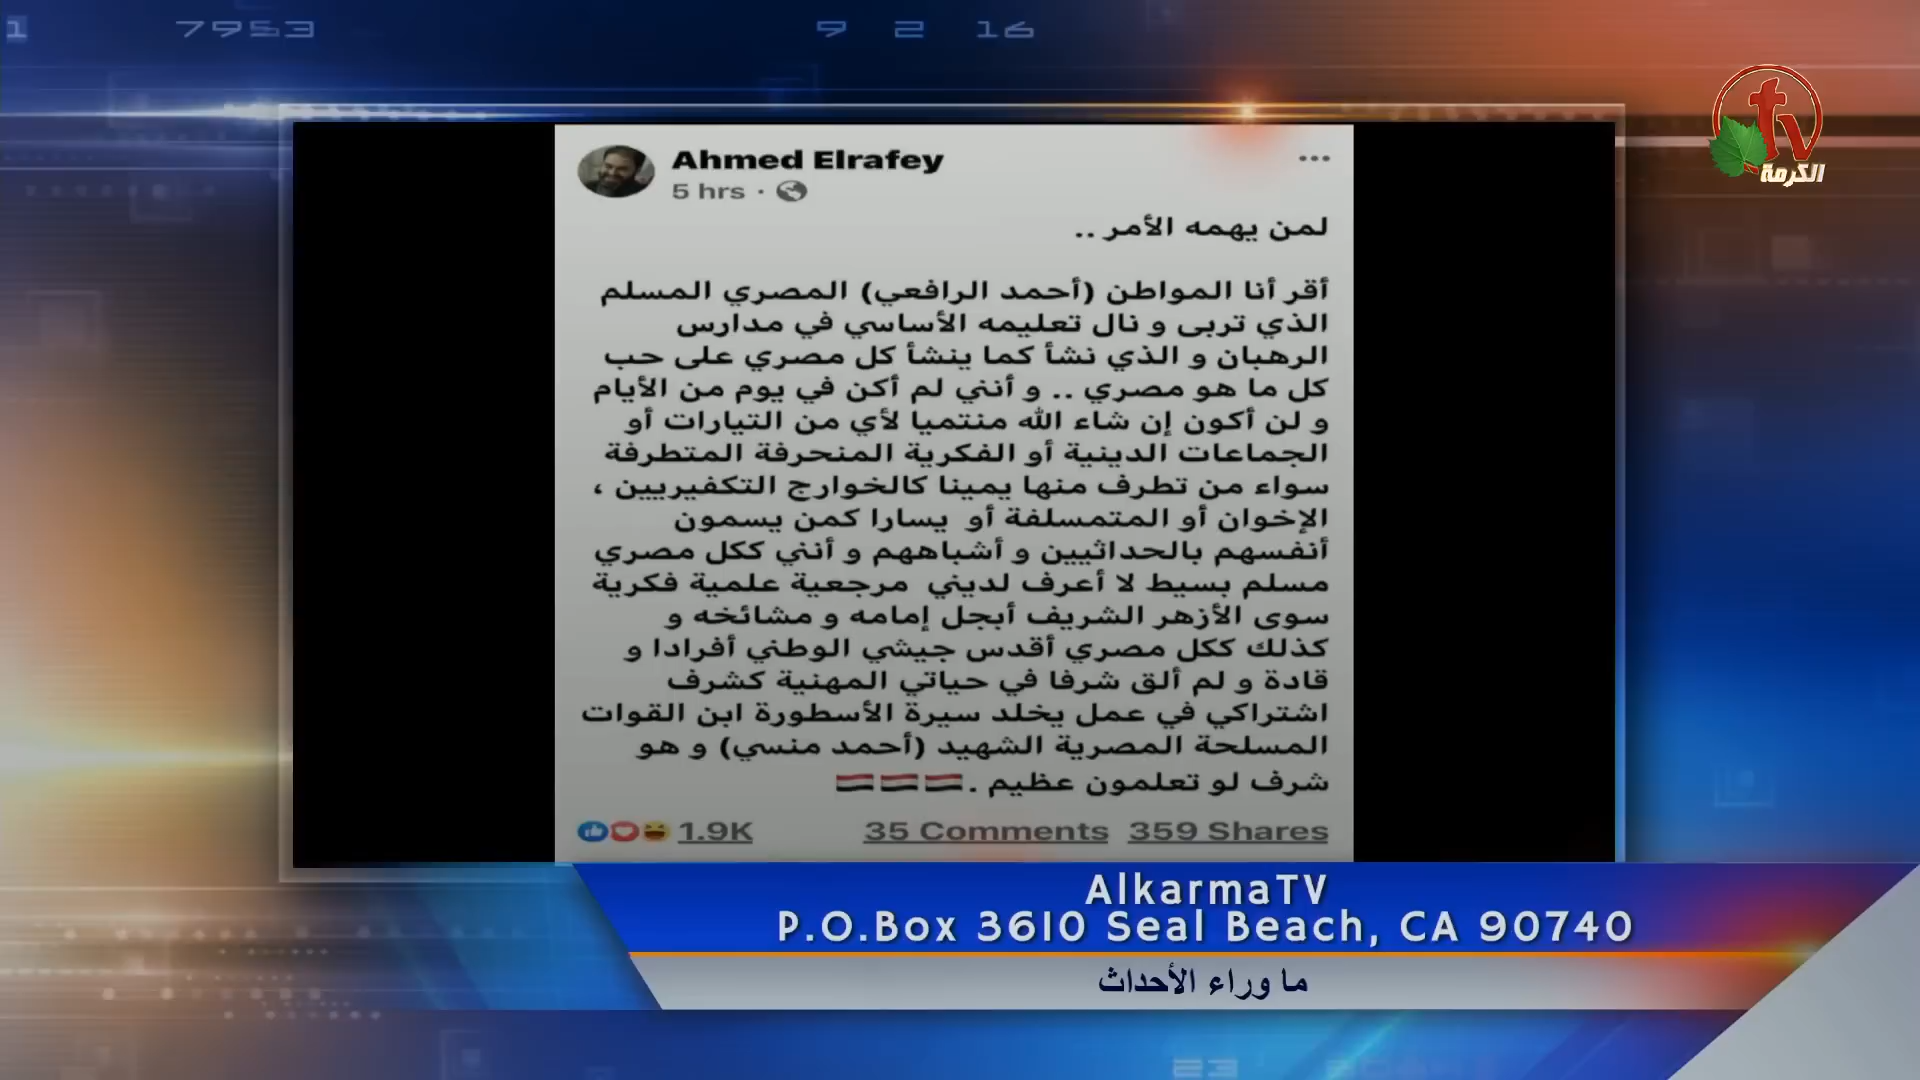 1 7953 9 2 16
tv
الكرمة
Ahmed Elrafey
5 hrs ·
لمن يهمه الأمر ..
أقر أنا المواطن (أحمد الرافعي) المصري المسلم
الذي تربى و نال تعليمه الأساسي في مدارس
الرهبان و الذي نشأ كما ينشأ كل مصري على حب
كل ما هو مصري .. و أنني لم أكن في يوم من الأيام
و لن أكون إن شاء الله منتميا لأي من التيارات أو
الجماعات الدينية أو الفكرية المنحرفة المتطرفة
سواء من تطرف منها يمينا كالخوارج التكفيريين ،
الإخوان أو المتمسلفة أو يسارا كمن يسمون
أنفسهم بالحداثيين و أشباههم و أنني ككل مصري
مسلم بسيط لا أعرف لديني مرجعية علمية فكرية
سوى الأزهر الشريف أبجل إمامه و مشائخه و
كذلك ككل مصري أقدس جيشي الوطني أفرادا و
قادة و لم ألق شرفا في حياتي المهنية كشرف
اشتراكي في عمل يخلد سيرة الأسطورة ابن القوات
المسلحة المصرية الشهيد (أحمد منسي) و هو
شرف لو تعلمون عظيم .
1.9K 35 Comments 359 Shares
AlkarmaTV
P.O.Box 3610 Seal Beach, CA 90740
ما وراء الأحداث
23